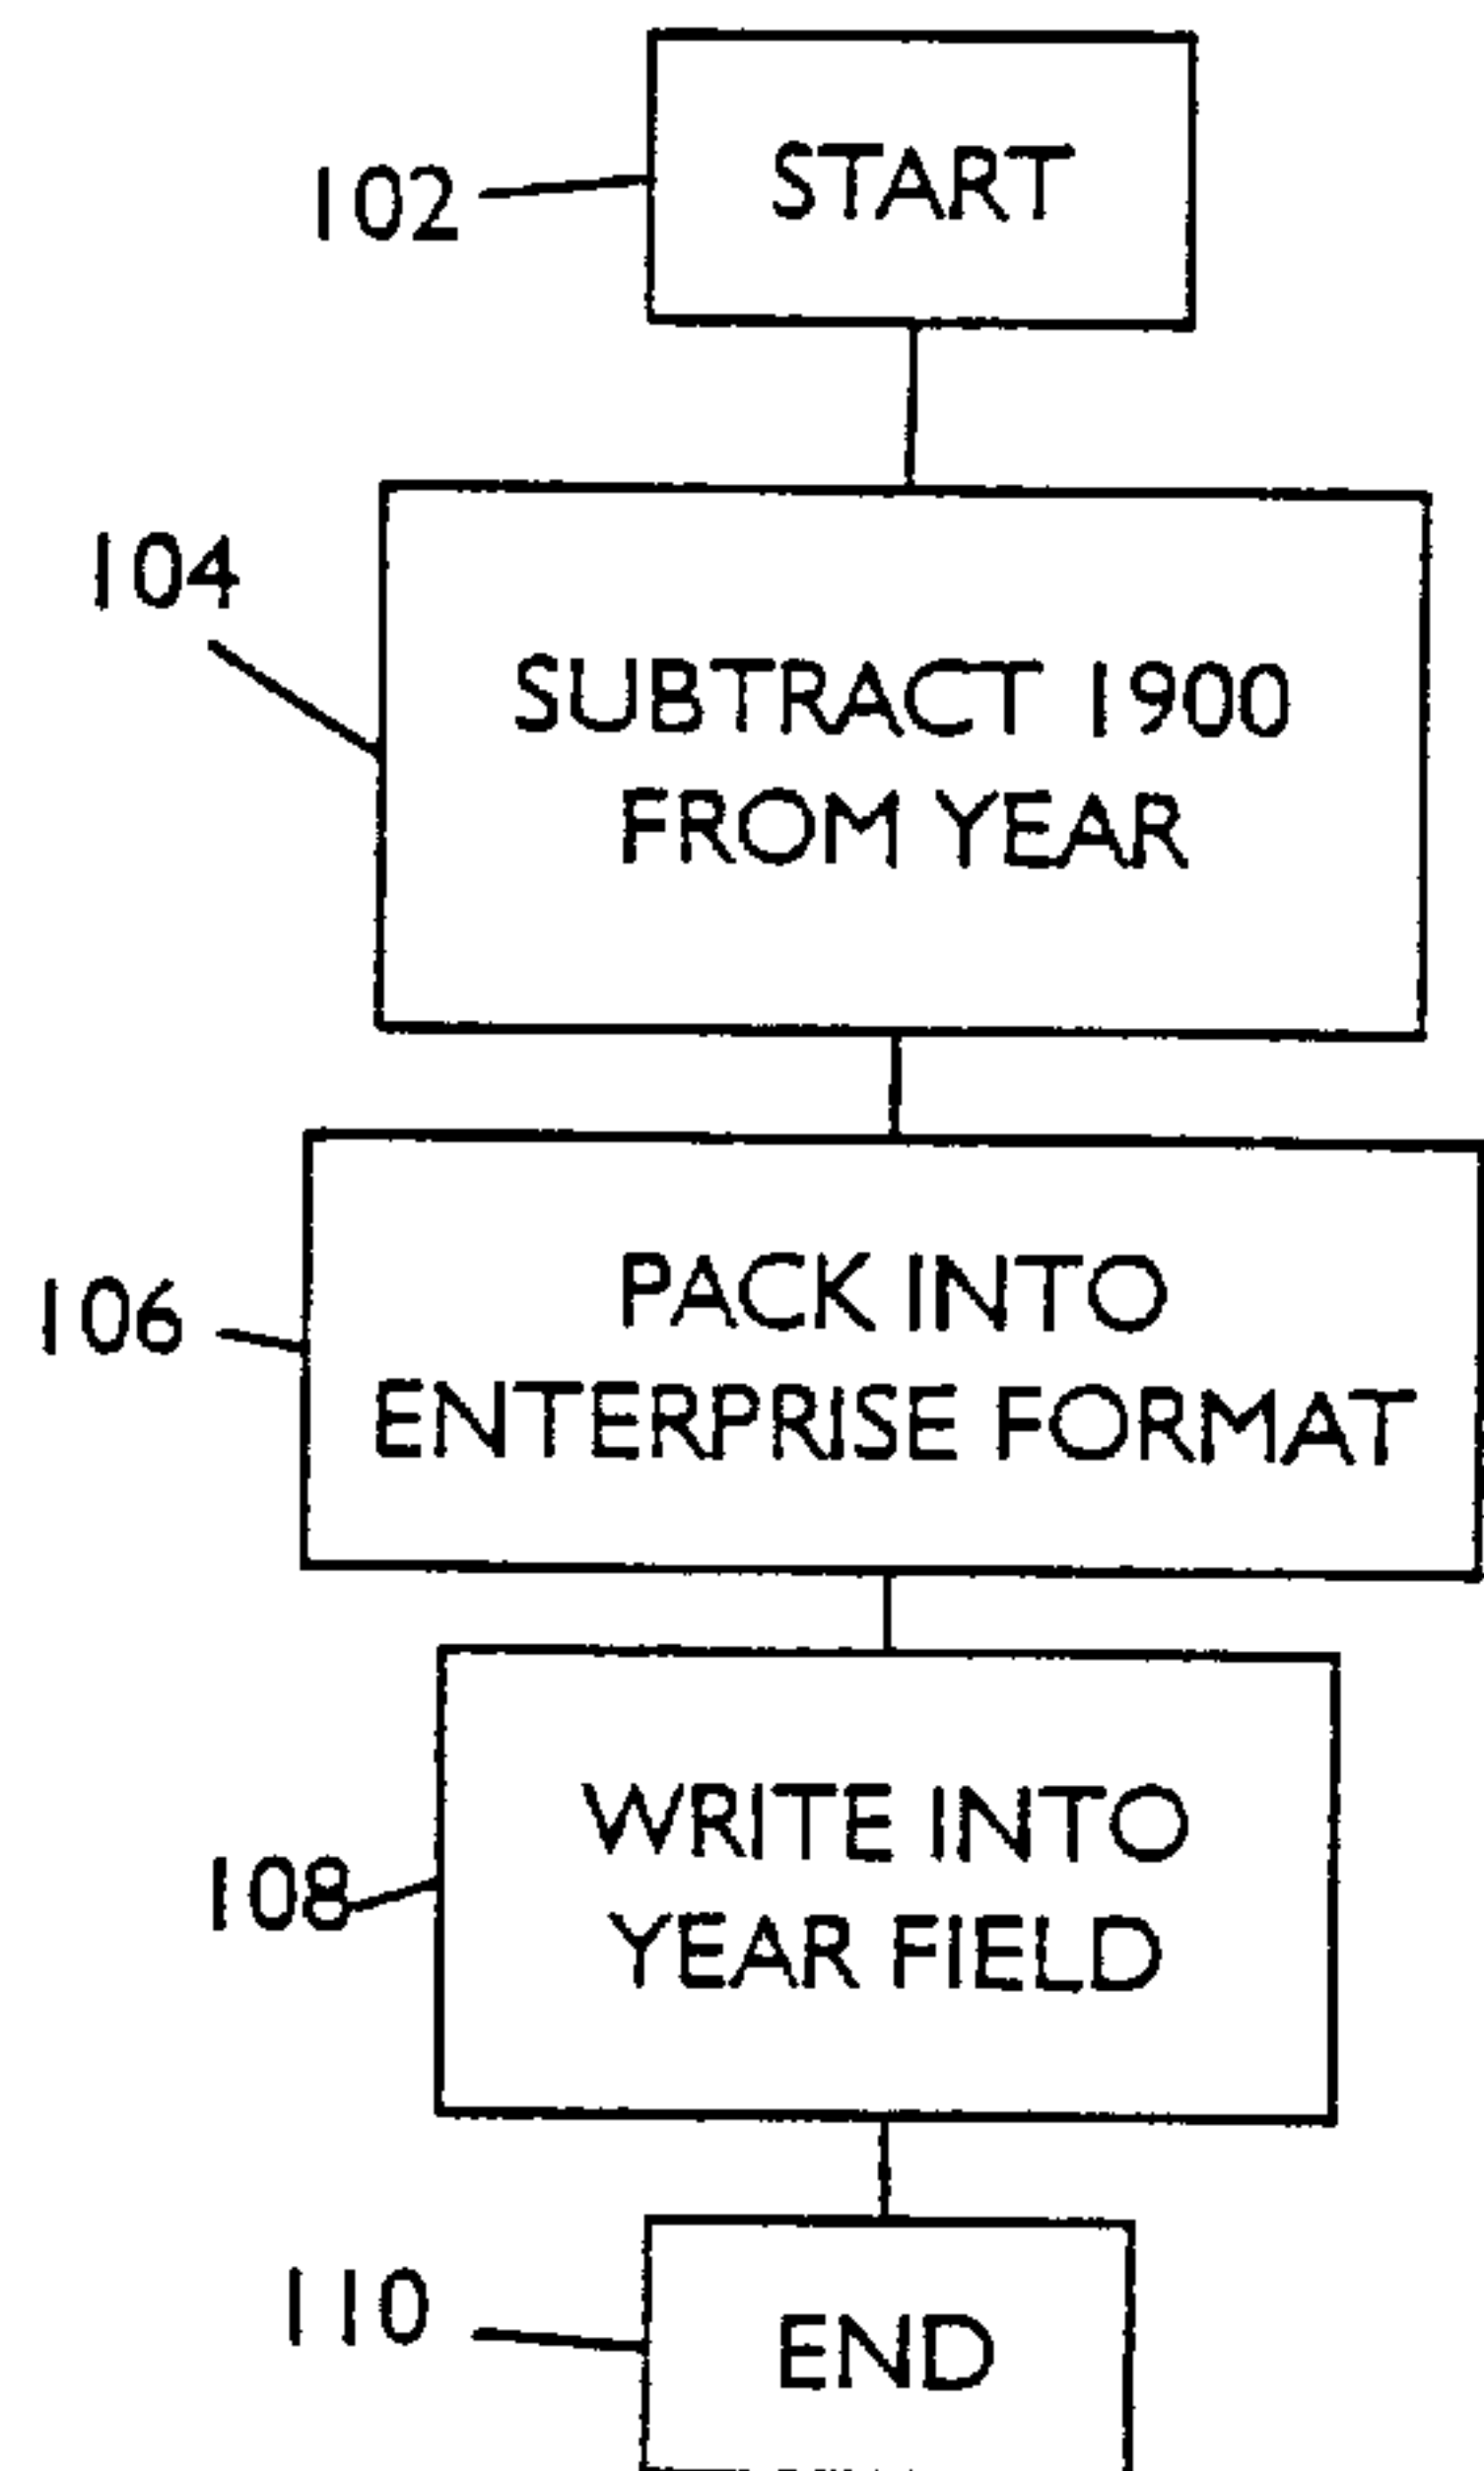 102
START
104
SUBTRACT 1900
FROM YEAR
106
PACK INTO
ENTERPRISE FORMAT
108
WRITE INTO
YEAR FIELD
110
END